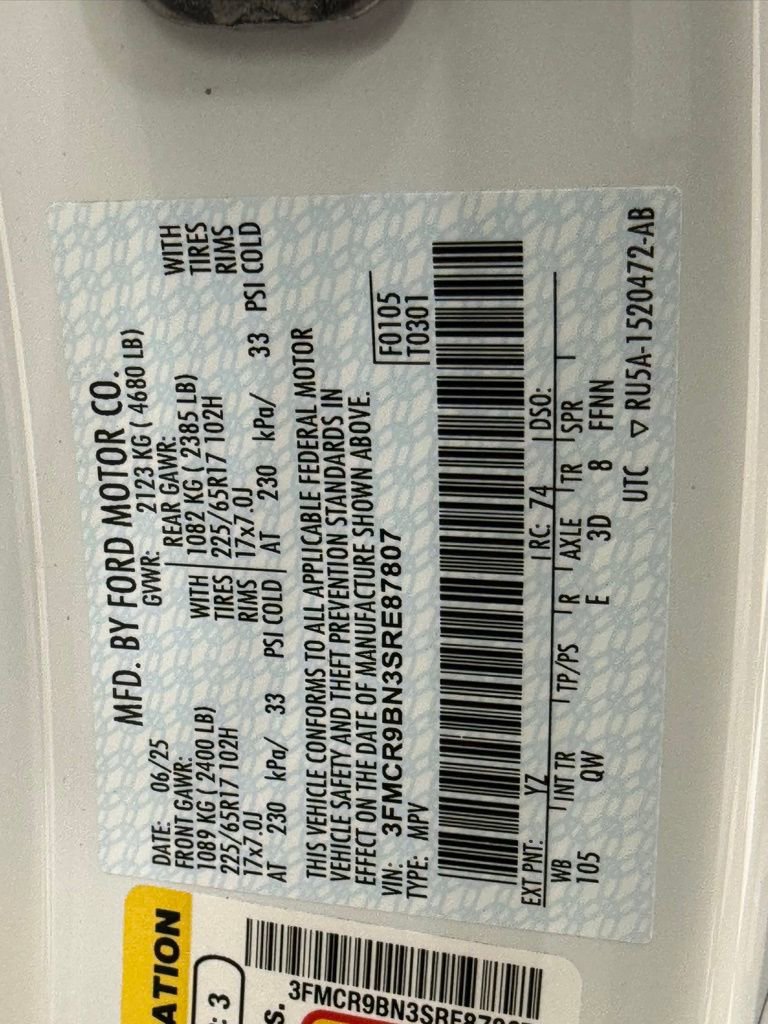 MFD. BY FORD MOTOR CO.
DATE: 06/25 GVWR: 2123 KG ( 4680 LB)
FRONT GAWR: REAR GAWR:
1089 KG ( 2400 LB) WITH 1082 KG ( 2385 LB) WITH
225/65R17 102H TIRES 225/65R17 102H TIRES
17x7.0J RIMS 17x7.0J RIMS
AT 230 kPa/ 33 PSI COLD AT 230 kPa/ 33 PSI COLD
THIS VEHICLE CONFORMS TO ALL APPLICABLE FEDERAL MOTOR
VEHICLE SAFETY AND THEFT PREVENTION STANDARDS IN
EFFECT ON THE DATE OF MANUFACTURE SHOWN ABOVE.
VIN: 3FMCR9BN3SRE87807 F0105
TYPE: MPV T0301
EXT PNT: YZ RC: 74 DSO:
WB INT TR TP/PS R AXLE TR SPR
105 QW E 3D 8 FFNN
UTC ▽ RU5A-1520472-AB
ATION
: 3
s.